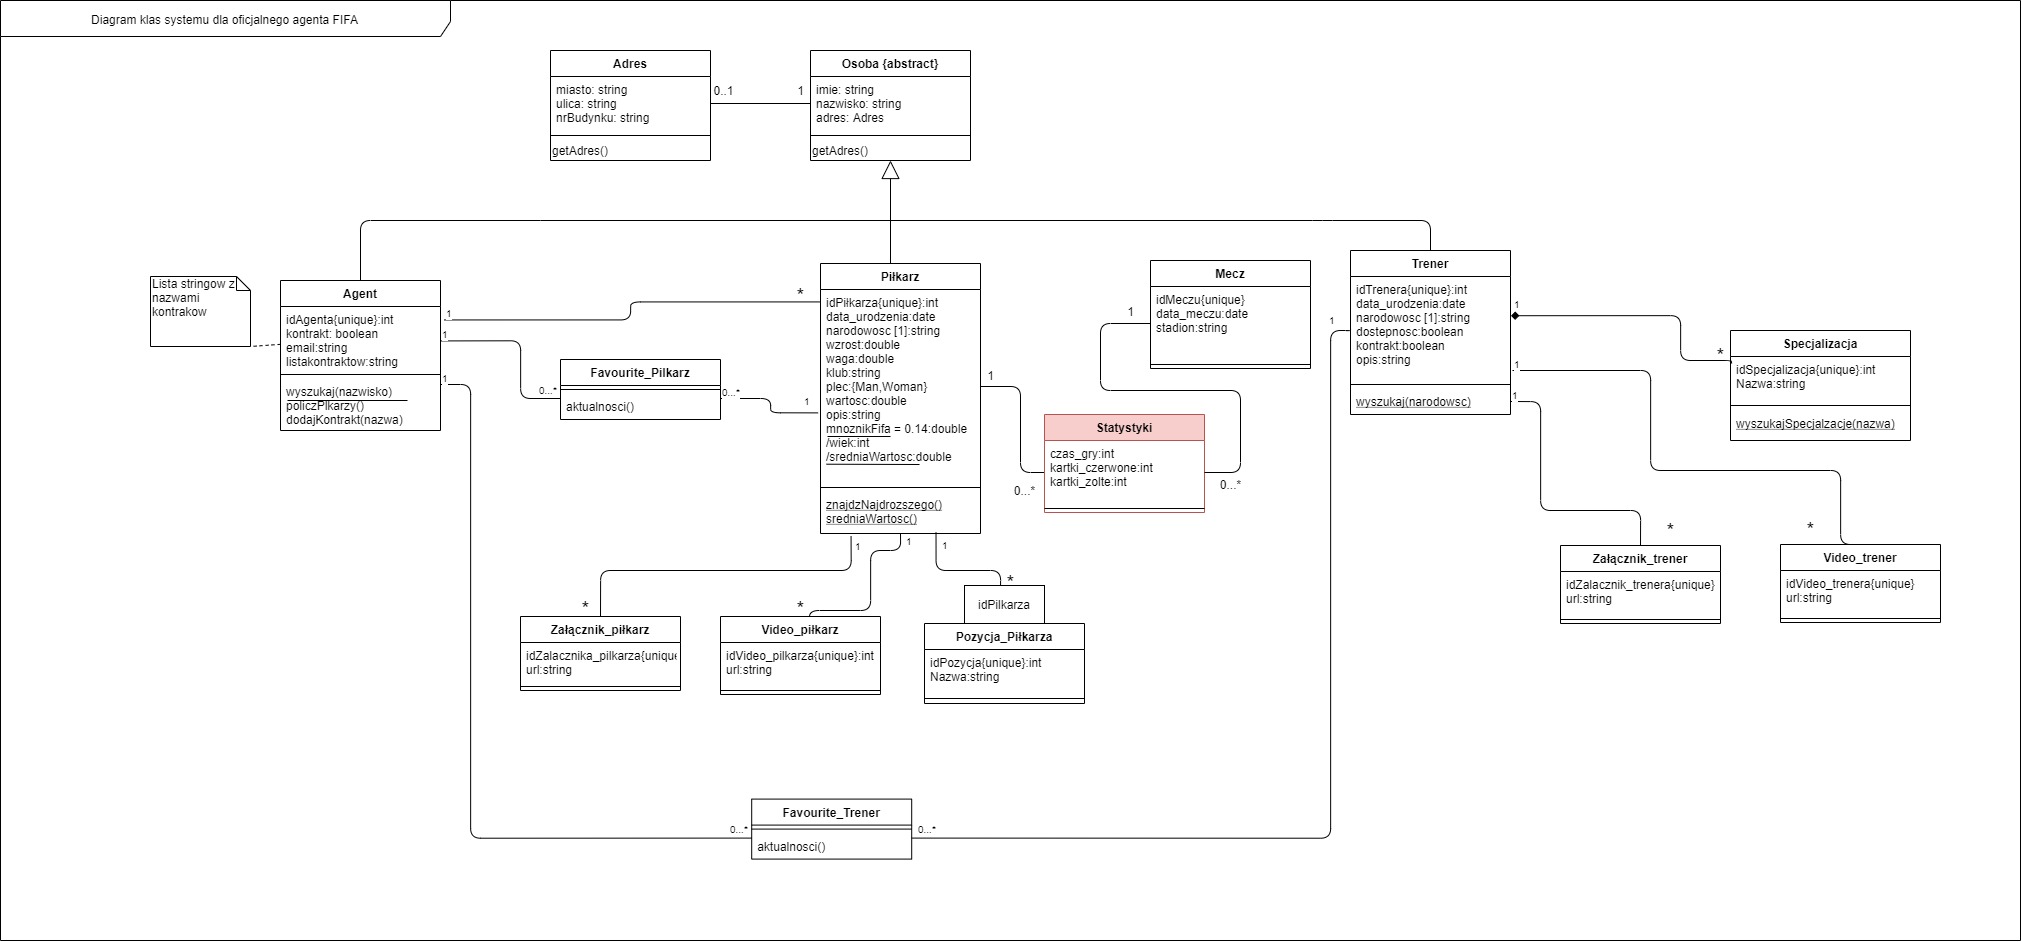 Diagram klas systemu dla oficjalnego agenta FIFA
Adres
miasto: string
ulica: string
nrBudynku: string
getAdres()
0..1
1
Osoba {abstract}
imie: string
nazwisko: string
adres: Adres
getAdres()
Lista stringow z
nazwami
kontrakow
Agent
idAgenta{unique}:int
kontrakt: boolean
email:string
listakontraktow:string
wyszukaj(nazwisko)
policzPlkarzy()
dodajKontrakt(nazwa)
1
1
1
*
Favourite_Pilkarz
aktualnosci()
0...*
0...*
1
Piłkarz
idPiłkarza{unique}:int
data_urodzenia:date
narodowosc [1]:string
wzrost:double
waga:double
klub:string
plec:{Man,Woman}
wartosc:double
opis:string
mnoznikFifa = 0.14:double
/wiek:int
/sredniaWartosc:double
znajdzNajdrozszego()
sredniaWartosc()
1
Mecz
idMeczu{unique}
data_meczu:date
stadion:string
1
Statystyki
czas_gry:int
kartki_czerwone:int
kartki_zolte:int
0...*
0...*
Trener
idTrenera{unique}:int
data_urodzenia:date
narodowosc [1]:string
dostepnosc:boolean
kontrakt:boolean
opis:string
wyszukaj(narodowsc)
1
1
1
1
*
Specjalizacja
idSpecjalizacja{unique}:int
Nazwa:string
wyszukajSpecjalzacje(nazwa)
*
Załącznik_trener
idZalacznik_trenera{unique}
url:string
*
Video_trener
idVideo_trenera{unique}
url:string
1
1
1
*
Załącznik_piłkarz
idZalacznika_pilkarza{unique
url:string
*
Video_piłkarz
idVideo_pilkarza{unique}:int
url:string
*
idPilkarza
Pozycja_Piłkarza
idPozycja{unique}:int
Nazwa:string
Favourite_Trener
aktualnosci()
0...*
0...*